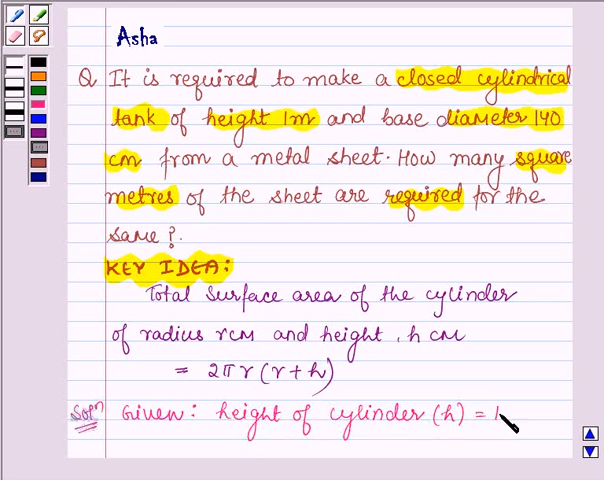 Asha
Q It is required to make a closed cylindrical
tank of height 1m and base diameter 140
cm from a metal sheet. How many square
metres of the sheet are required for the
same?
KEY IDEA:
Total surface area of the cylinder
of radius r cm and height, h cm
= 2πr(r+h)
Solⁿ Given: height of cylinder (h) = 1